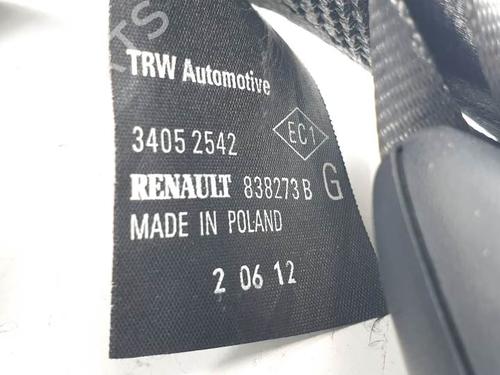 TRW Automotive
3405 2542
EC1
RENAULT 838273 B G
MADE IN POLAND
2 06 12